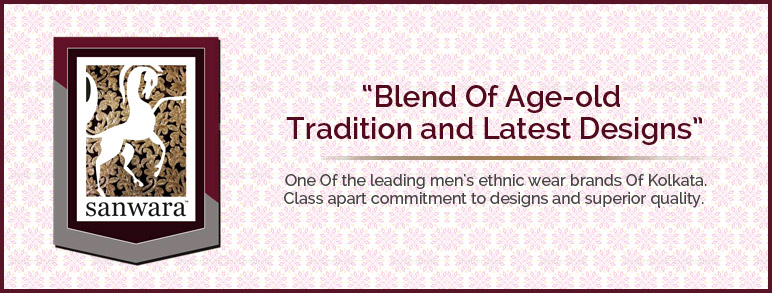 sanwara™
“Blend Of Age-old
Tradition and Latest Designs”
One Of the leading men's ethnic wear brands Of Kolkata.
Class apart commitment to designs and superior quality.